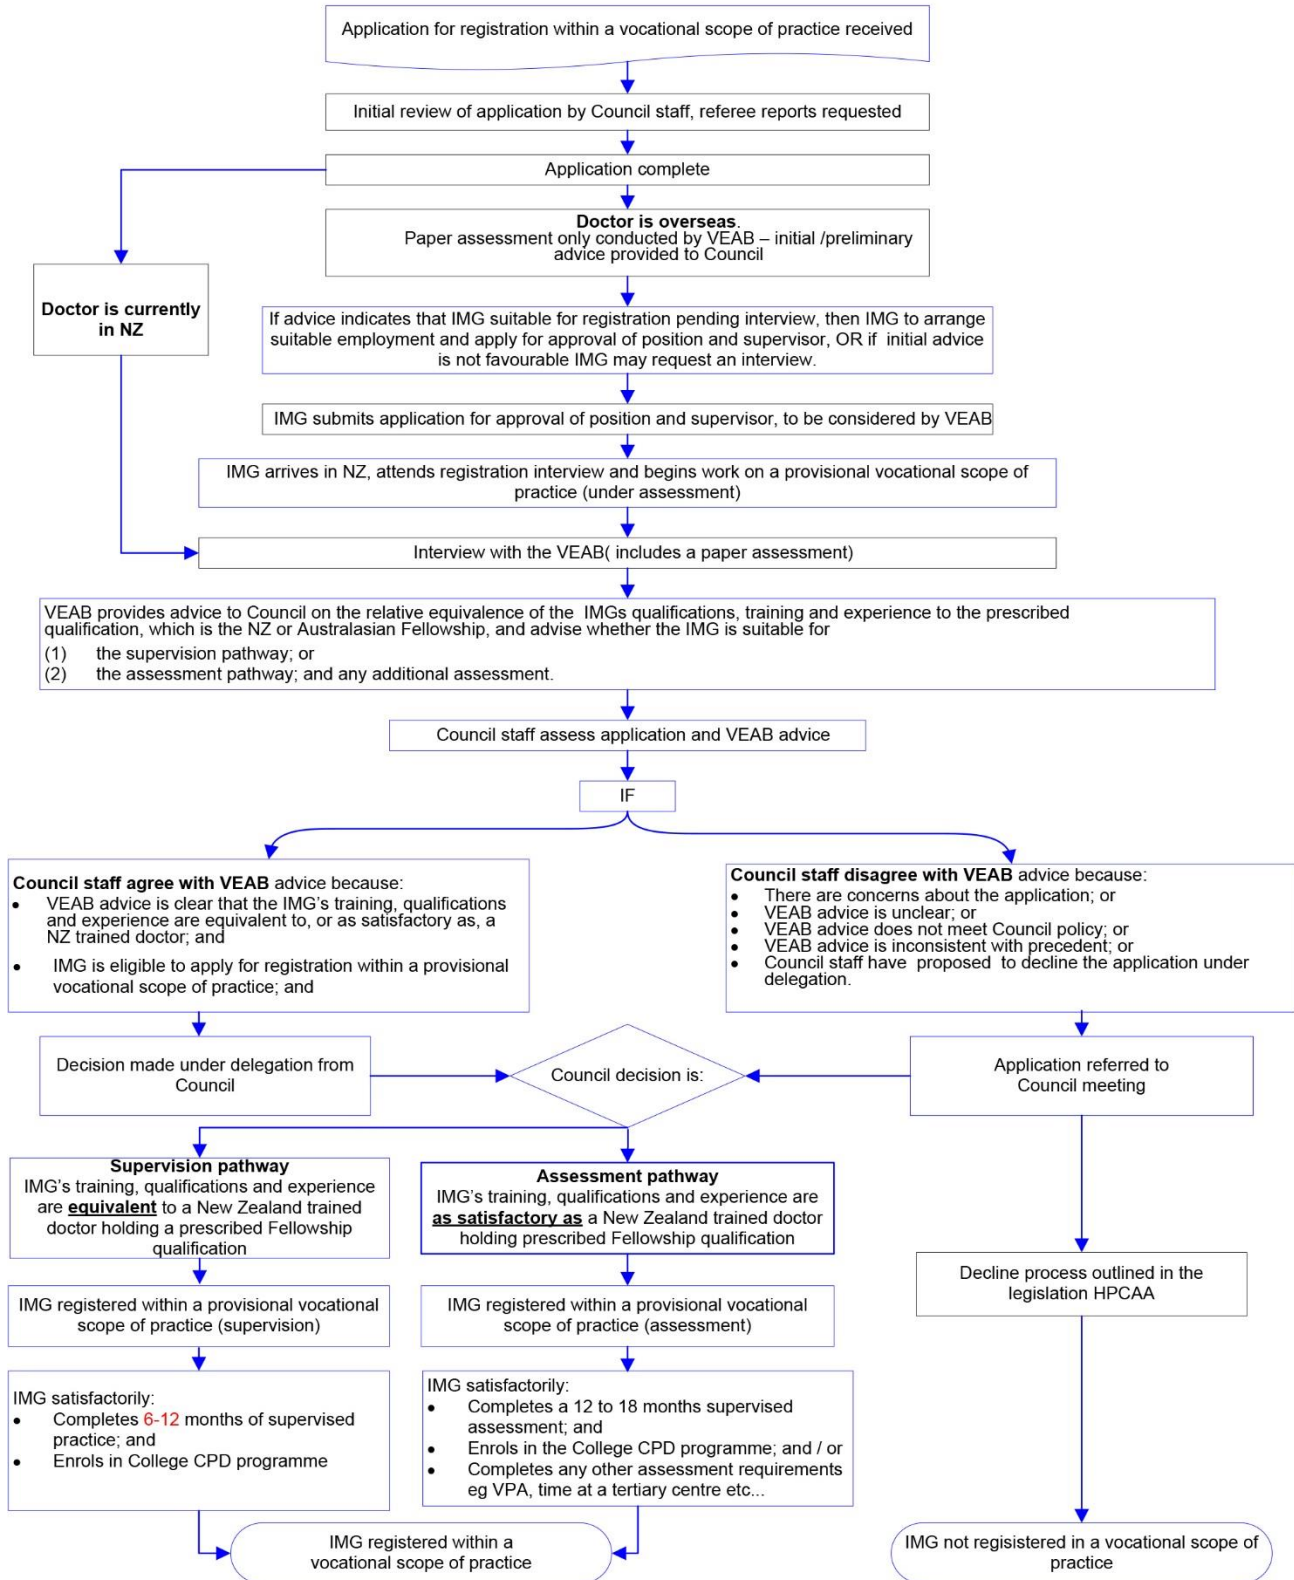 Application for registration within a vocational scope of practice received
Initial review of application by Council staff, referee reports requested
Application complete
Doctor is overseas.
Paper assessment only conducted by VEAB – initial /preliminary
advice provided to Council
Doctor is currently
in NZ
If advice indicates that IMG suitable for registration pending interview, then IMG to arrange
suitable employment and apply for approval of position and supervisor, OR if initial advice
is not favourable IMG may request an interview.
IMG submits application for approval of position and supervisor, to be considered by VEAB
IMG arrives in NZ, attends registration interview and begins work on a provisional vocational scope of
practice (under assessment)
Interview with the VEAB( includes a paper assessment)
VEAB provides advice to Council on the relative equivalence of the IMGs qualifications, training and experience to the prescribed
qualification, which is the NZ or Australasian Fellowship, and advise whether the IMG is suitable for
(1) the supervision pathway; or
(2) the assessment pathway; and any additional assessment.
Council staff assess application and VEAB advice
IF
Council staff agree with VEAB advice because:
• VEAB advice is clear that the IMG's training, qualifications
and experience are equivalent to, or as satisfactory as, a
NZ trained doctor; and
• IMG is eligible to apply for registration within a provisional
vocational scope of practice; and
Council staff disagree with VEAB advice because:
• There are concerns about the application; or
• VEAB advice is unclear; or
• VEAB advice does not meet Council policy; or
• VEAB advice is inconsistent with precedent; or
• Council staff have proposed to decline the application under
delegation.
Decision made under delegation from
Council
Council decision is:
Application referred to
Council meeting
Supervision pathway
IMG's training, qualifications and experience
are equivalent to a New Zealand trained
doctor holding a prescribed Fellowship
qualification
Assessment pathway
IMG's training, qualifications and experience are
as satisfactory as a New Zealand trained doctor
holding prescribed Fellowship qualification
Decline process outlined in the
legislation HPCAA
IMG registered within a provisional vocational
scope of practice (supervision)
IMG registered within a provisional vocational
scope of practice (assessment)
IMG satisfactorily:
• Completes 6-12 months of supervised
practice; and
• Enrols in College CPD programme
IMG satisfactorily:
• Completes a 12 to 18 months supervised
assessment; and
• Enrols in the College CPD programme; and / or
• Completes any other assessment requirements
eg VPA, time at a tertiary centre etc...
IMG registered within a
vocational scope of practice
IMG not regisistered in a vocational scope of
practice